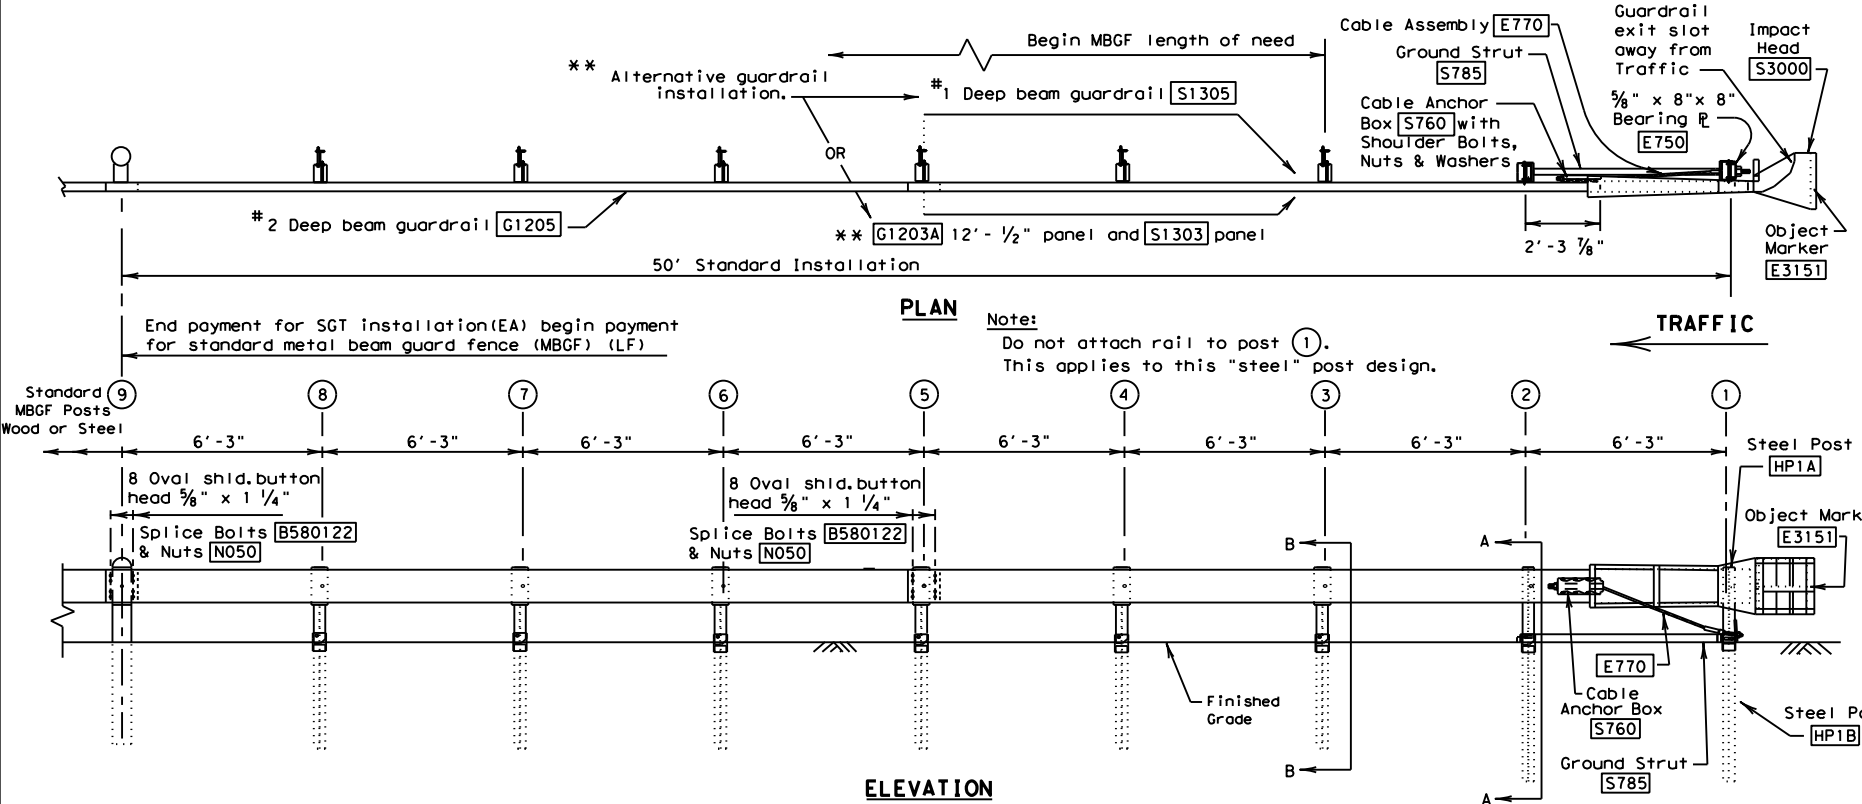 Begin MBGF length of need
Cable Assembly E770
Ground Strut
S785
Guardrail
exit slot
away from
Traffic
Impact
Head
S3000
**
Alternative guardrail
installation.
#1 Deep beam guardrail S1305
Cable Anchor
Box S760 with
Shoulder Bolts,
Nuts & Washers
5/8" x 8"x 8"
Bearing PL
E750
OR
#2 Deep beam guardrail G1205
** G1203A 12'- 1/2" panel and S1303 panel
2'-3 7/8"
Object
Marker
E3151
50' Standard Installation
PLAN
End payment for SGT installation(EA) begin payment
for standard metal beam guard fence (MBGF) (LF)
Note:
Do not attach rail to post 1.
This applies to this "steel" post design.
TRAFFIC
Standard
MBGF Posts
Wood or Steel
9 8 7 6 5 4 3 2 1
6'-3" 6'-3" 6'-3" 6'-3" 6'-3" 6'-3" 6'-3" 6'-3"
Steel Post
HP1A
8 Oval shld.button
head 5/8" x 1 1/4"
Splice Bolts B580122
& Nuts N050
8 Oval shld.button
head 5/8" x 1 1/4"
Splice Bolts B580122
& Nuts N050
Object Mark
E3151
B
A
E770
Cable
Anchor Box
S760
Finished
Grade
Steel Po
HP1B
Ground Strut
S785
B
A
ELEVATION